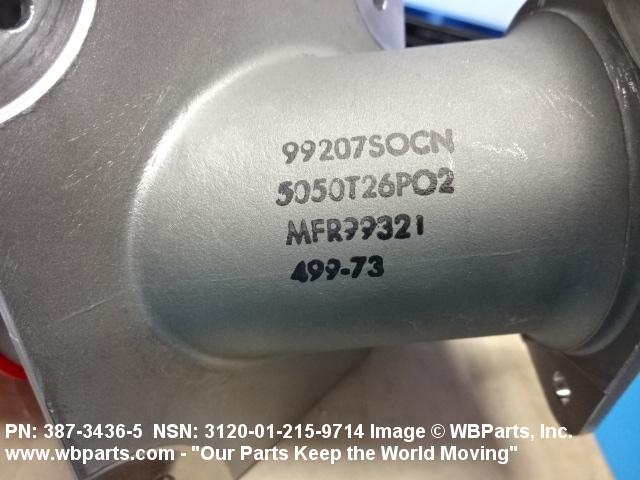 99207SOCN
5050T26PO2
MFR99321
499-73
PN: 387-3436-5  NSN: 3120-01-215-9714 Image © WBParts, Inc.
www.wbparts.com - "Our Parts Keep the World Moving"